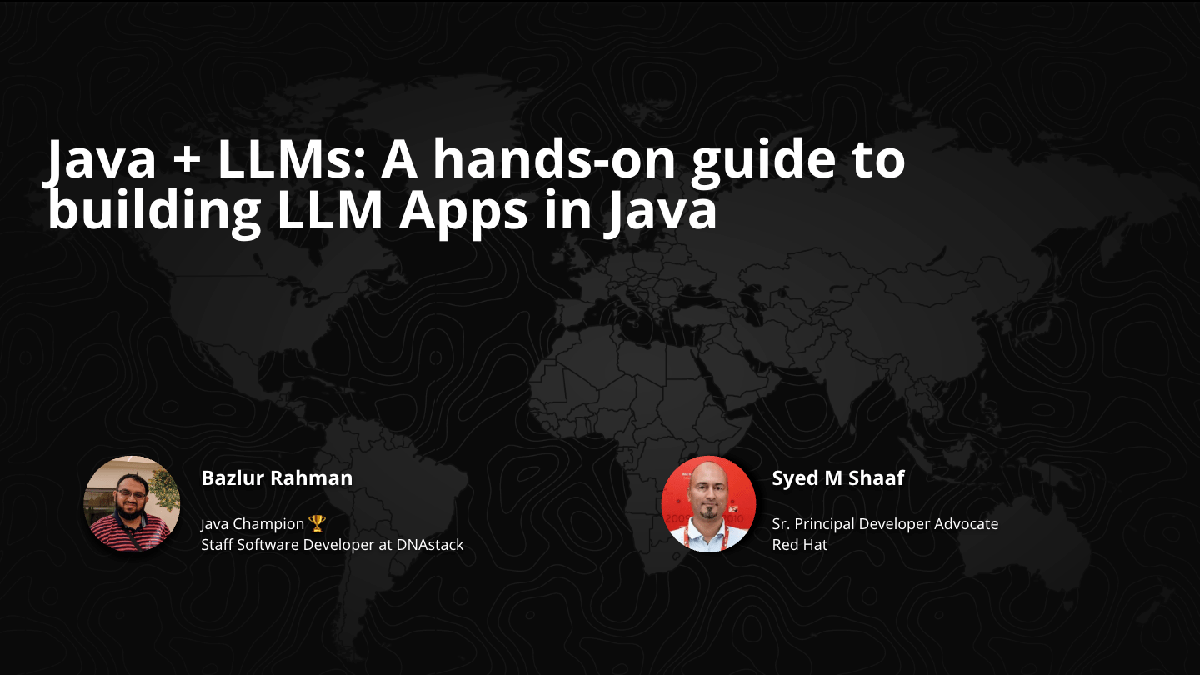 Java + LLMs: A hands-on guide to
building LLM Apps in Java
Bazlur Rahman
Java Champion 🏆
Staff Software Developer at DNAstack
Syed M Shaaf
Sr. Principal Developer Advocate
Red Hat